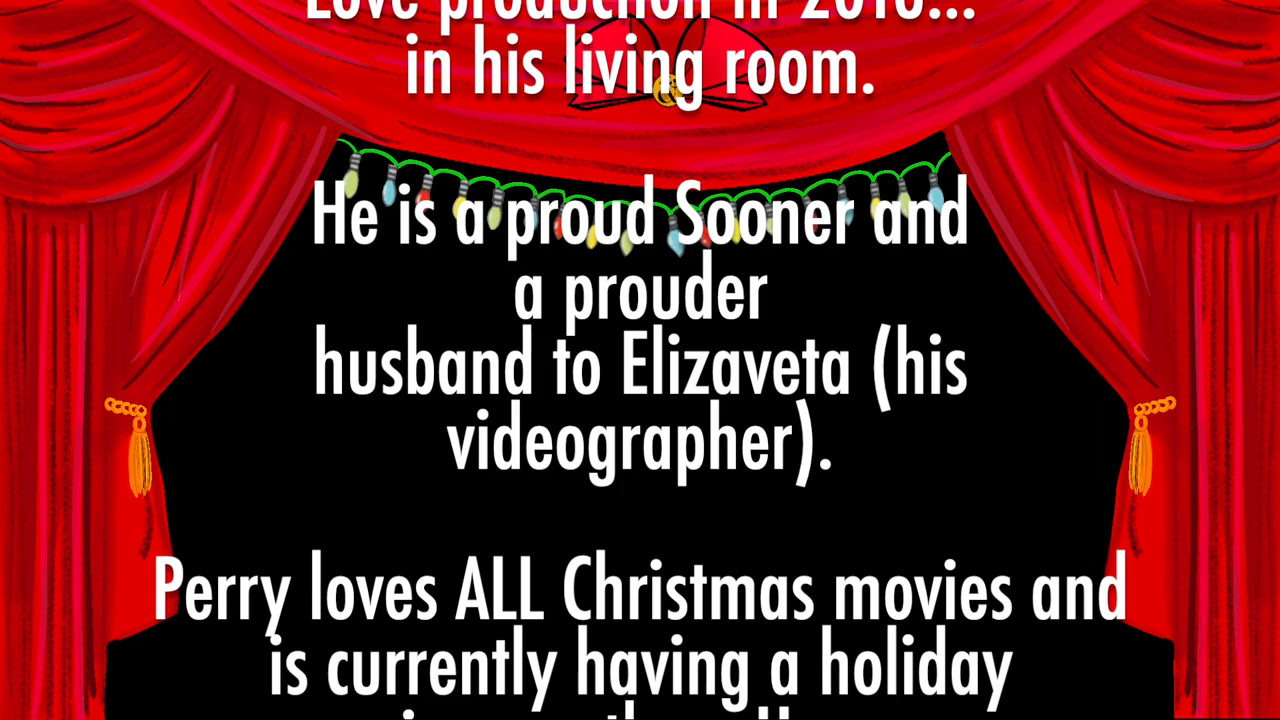 Love production in 2018...
in his living room.
He is a proud Sooner and
a prouder
husband to Elizaveta (his
videographer).
Perry loves ALL Christmas movies and
is currently having a holiday